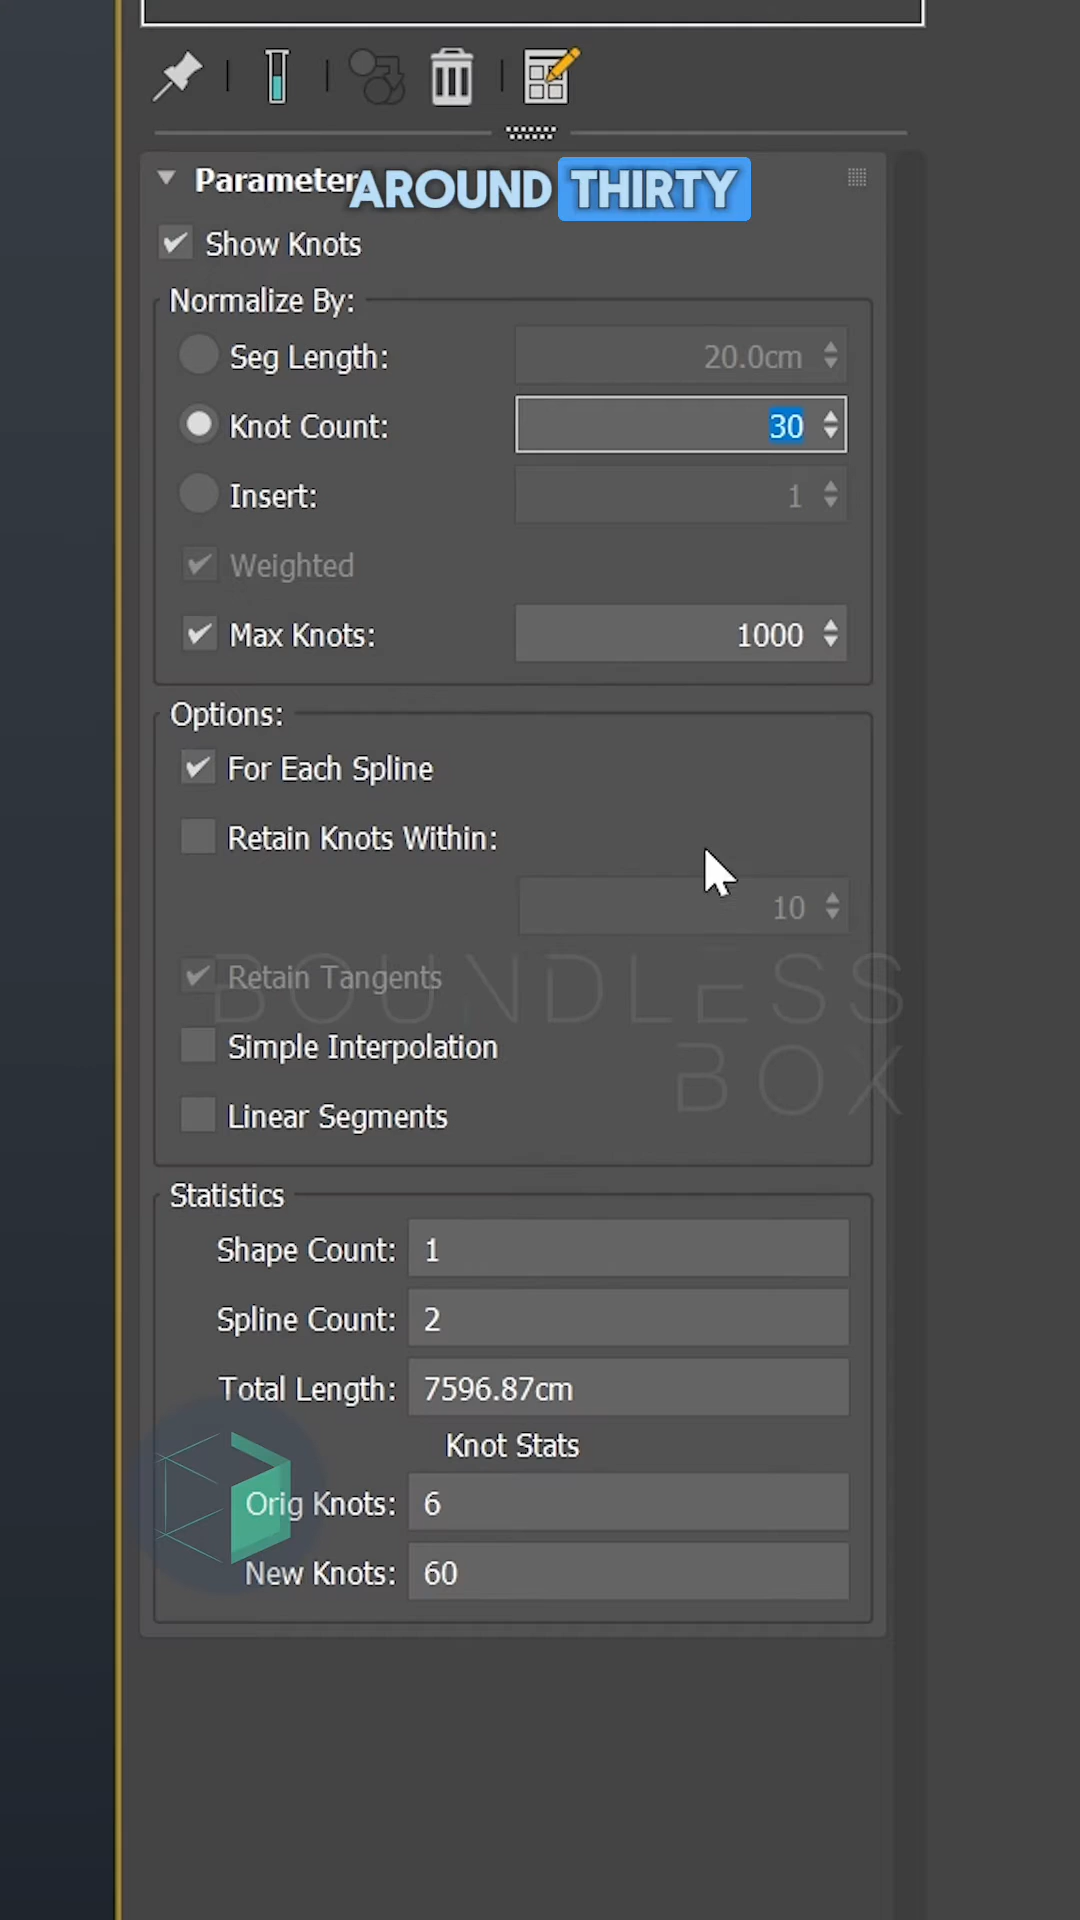 Parameter
AROUND THIRTY
Show Knots
Normalize By:
Seg Length: 20.0cm
Knot Count: 30
Insert: 1
Weighted
Max Knots: 1000
Options:
For Each Spline
Retain Knots Within:
10
Retain Tangents
BOUNDLESS
Simple Interpolation
BOX
Linear Segments
Statistics
Shape Count: 1
Spline Count: 2
Total Length: 7596.87cm
Knot Stats
Orig Knots: 6
New Knots: 60